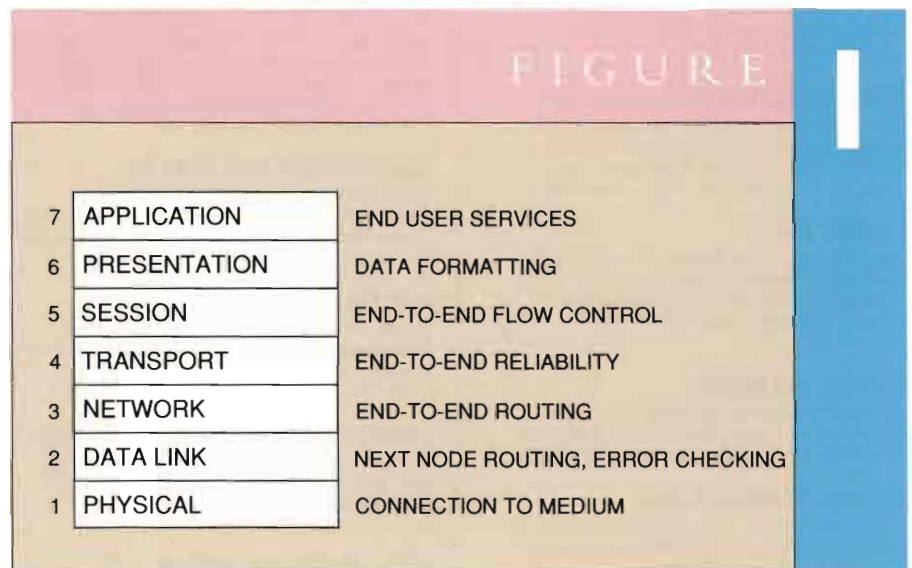 FIGURE 1
7 APPLICATION END USER SERVICES
6 PRESENTATION DATA FORMATTING
5 SESSION END-TO-END FLOW CONTROL
4 TRANSPORT END-TO-END RELIABILITY
3 NETWORK END-TO-END ROUTING
2 DATA LINK NEXT NODE ROUTING, ERROR CHECKING
1 PHYSICAL CONNECTION TO MEDIUM